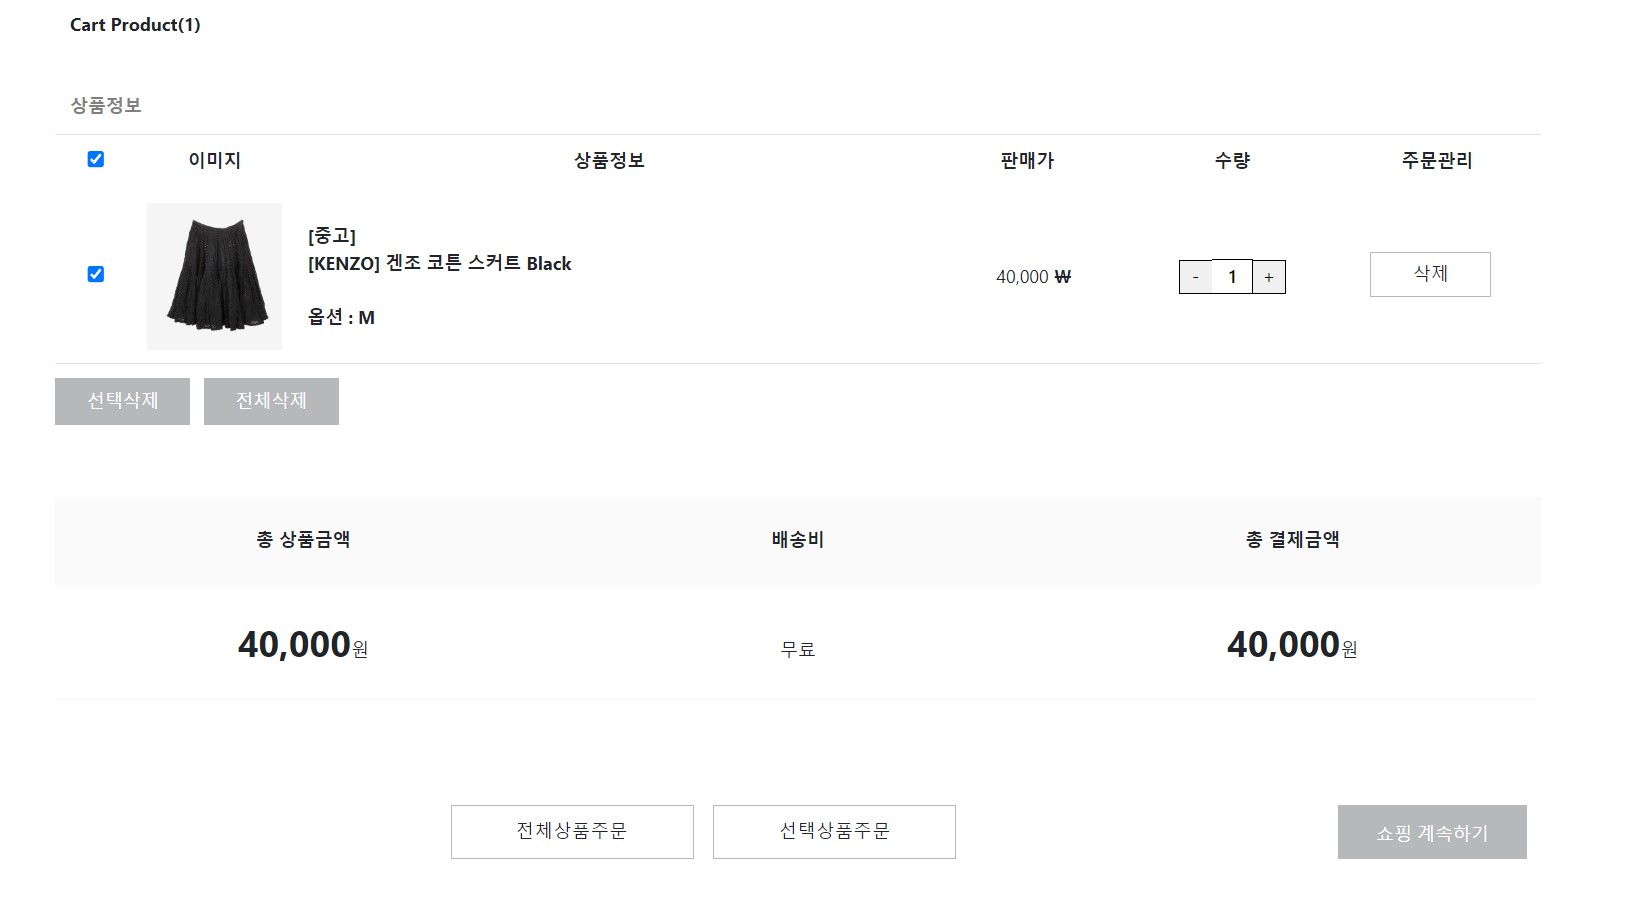 Cart Product(1)
상품정보
이미지 상품정보 판매가 수량 주문관리
[중고]
[KENZO] 겐조 코튼 스커트 Black
옵션 : M
40,000 ₩
- 1 +
삭제
선택삭제 전체삭제
총 상품금액 배송비 총 결제금액
40,000원 무료 40,000원
전체상품주문 선택상품주문 쇼핑 계속하기